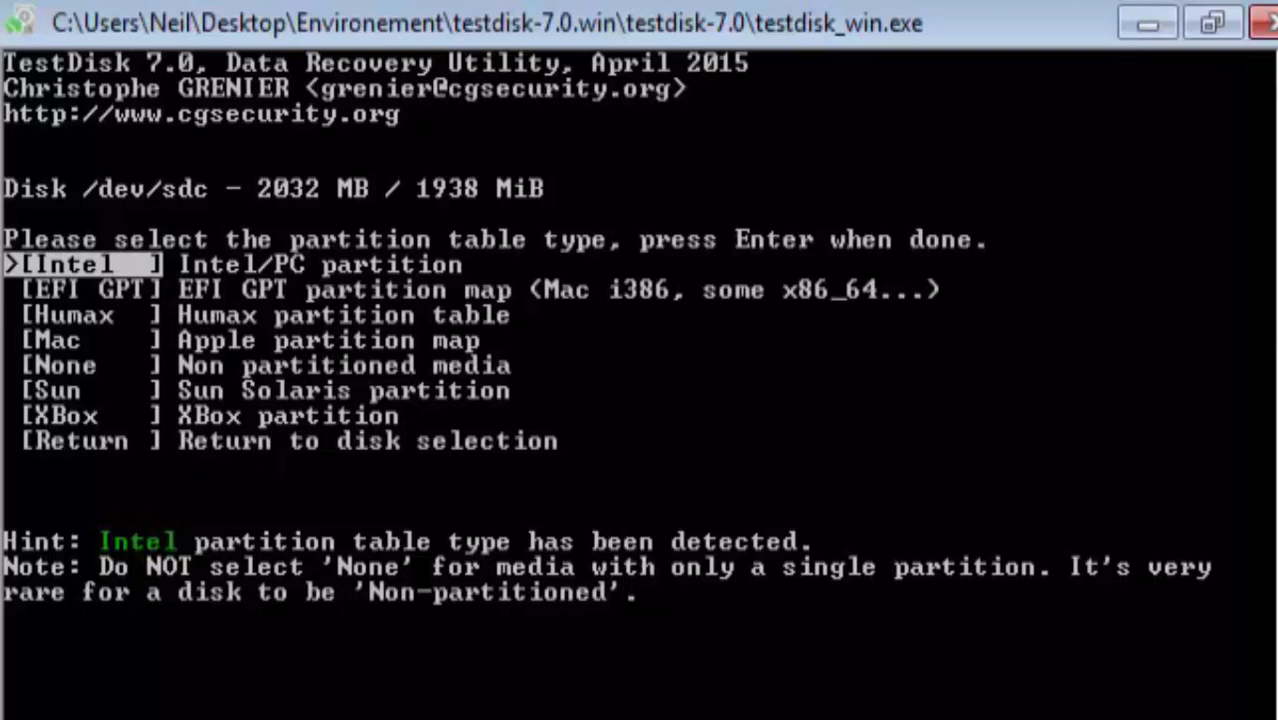 C:\Users\Neil\Desktop\Environement\testdisk-7.0.win\testdisk-7.0\testdisk_win.exe
TestDisk 7.0, Data Recovery Utility, April 2015
Christophe GRENIER <grenier@cgsecurity.org>
http://www.cgsecurity.org
Disk /dev/sdc - 2032 MB / 1938 MiB
Please select the partition table type, press Enter when done.
>[Intel  ] Intel/PC partition
[EFI GPT] EFI GPT partition map (Mac i386, some x86_64...)
[Humax  ] Humax partition table
[Mac    ] Apple partition map
[None   ] Non partitioned media
[Sun    ] Sun Solaris partition
[XBox   ] XBox partition
[Return ] Return to disk selection
Hint: Intel partition table type has been detected.
Note: Do NOT select 'None' for media with only a single partition. It's very
rare for a disk to be 'Non-partitioned'.